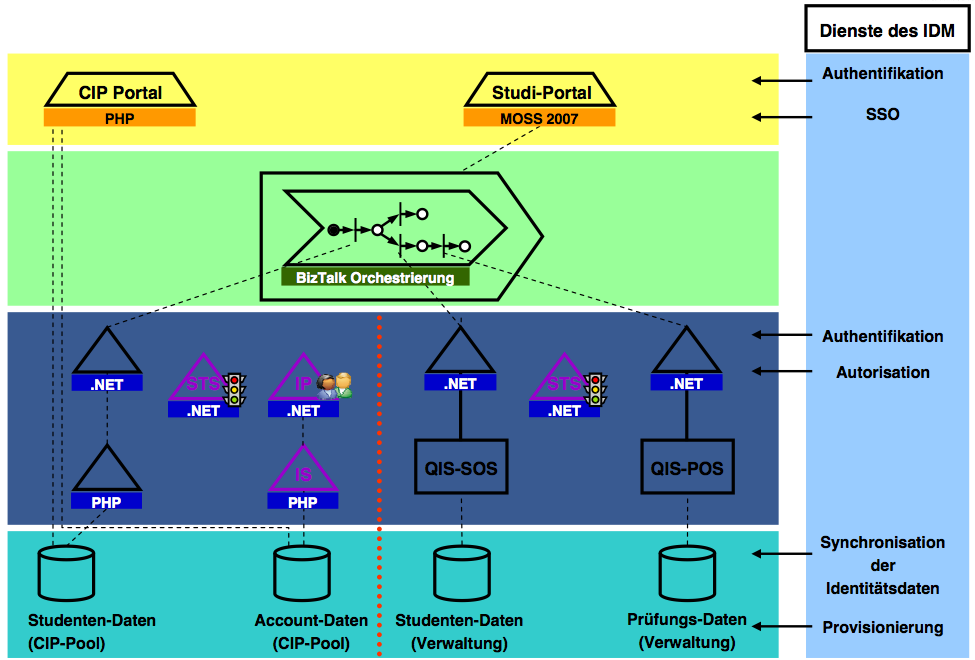 Dienste des IDM
CIP Portal
PHP
Studi-Portal
MOSS 2007
Authentifikation
SSO
BizTalk Orchestrierung
.NET
STS
.NET
IP
.NET
.NET
STS
.NET
.NET
Authentifikation
Autorisation
PHP
IS
PHP
QIS-SOS
QIS-POS
Studenten-Daten
(CIP-Pool)
Account-Daten
(CIP-Pool)
Studenten-Daten
(Verwaltung)
Prüfungs-Daten
(Verwaltung)
Synchronisation
der
Identitätsdaten
Provisionierung